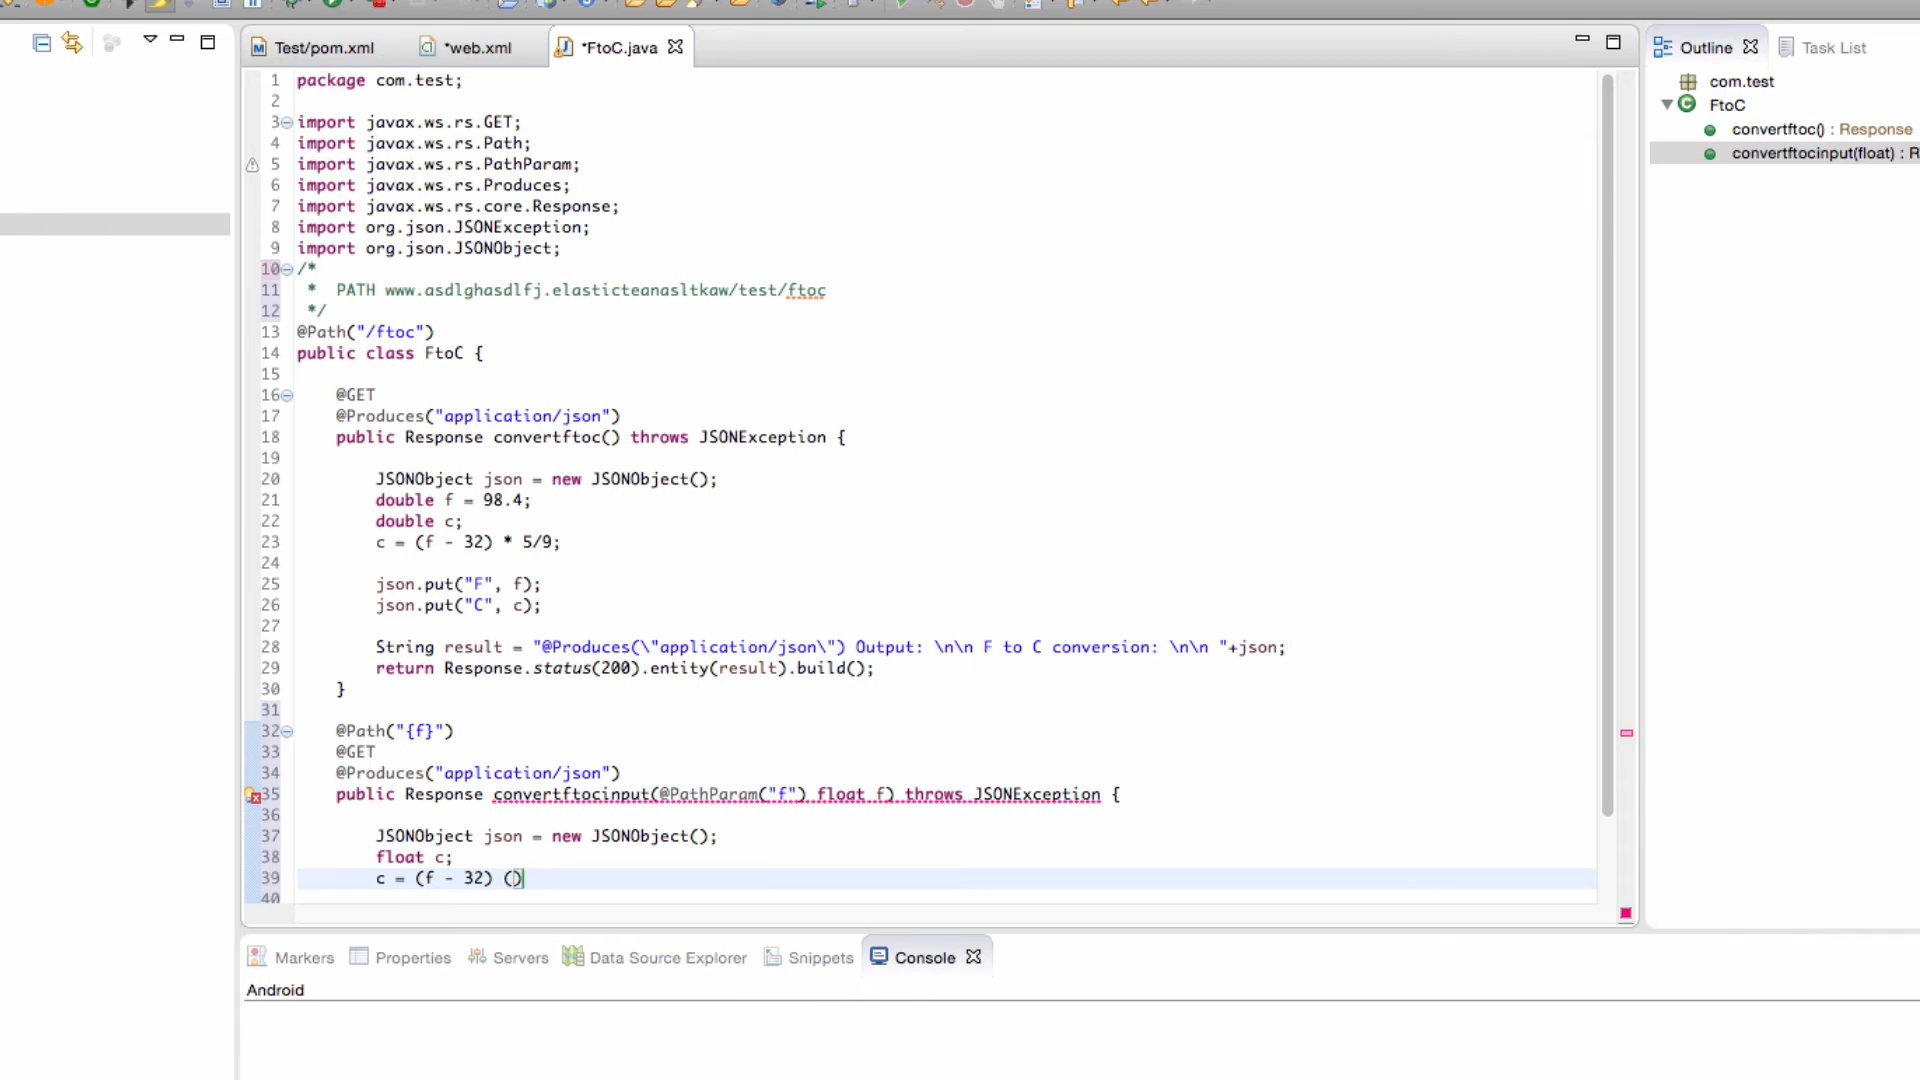 Test/pom.xml
*web.xml
*FtoC.java
Outline
Task List
1 package com.test;
2
3 import javax.ws.rs.GET;
4 import javax.ws.rs.Path;
5 import javax.ws.rs.PathParam;
6 import javax.ws.rs.Produces;
7 import javax.ws.rs.core.Response;
8 import org.json.JSONException;
9 import org.json.JSONObject;
10 /*
11 * PATH www.asdlghasdlfj.elasticteanasltkaw/test/ftoc
12 */
13 @Path("/ftoc")
14 public class FtoC {
15
16 @GET
17 @Produces("application/json")
18 public Response convertftoc() throws JSONException {
19
20 JSONObject json = new JSONObject();
21 double f = 98.4;
22 double c;
23 c = (f - 32) * 5/9;
24
25 json.put("F", f);
26 json.put("C", c);
27
28 String result = "@Produces(\"application/json\") Output: \n\n F to C conversion: \n\n "+json;
29 return Response.status(200).entity(result).build();
30 }
31
32 @Path("{f}")
33 @GET
34 @Produces("application/json")
35 public Response convertftocinput(@PathParam("f") float f) throws JSONException {
36
37 JSONObject json = new JSONObject();
38 float c;
39 c = (f - 32) ()
40
com.test
FtoC
convertftoc() : Response
convertftocinput(float) : R
Markers
Properties
Servers
Data Source Explorer
Snippets
Console
Android